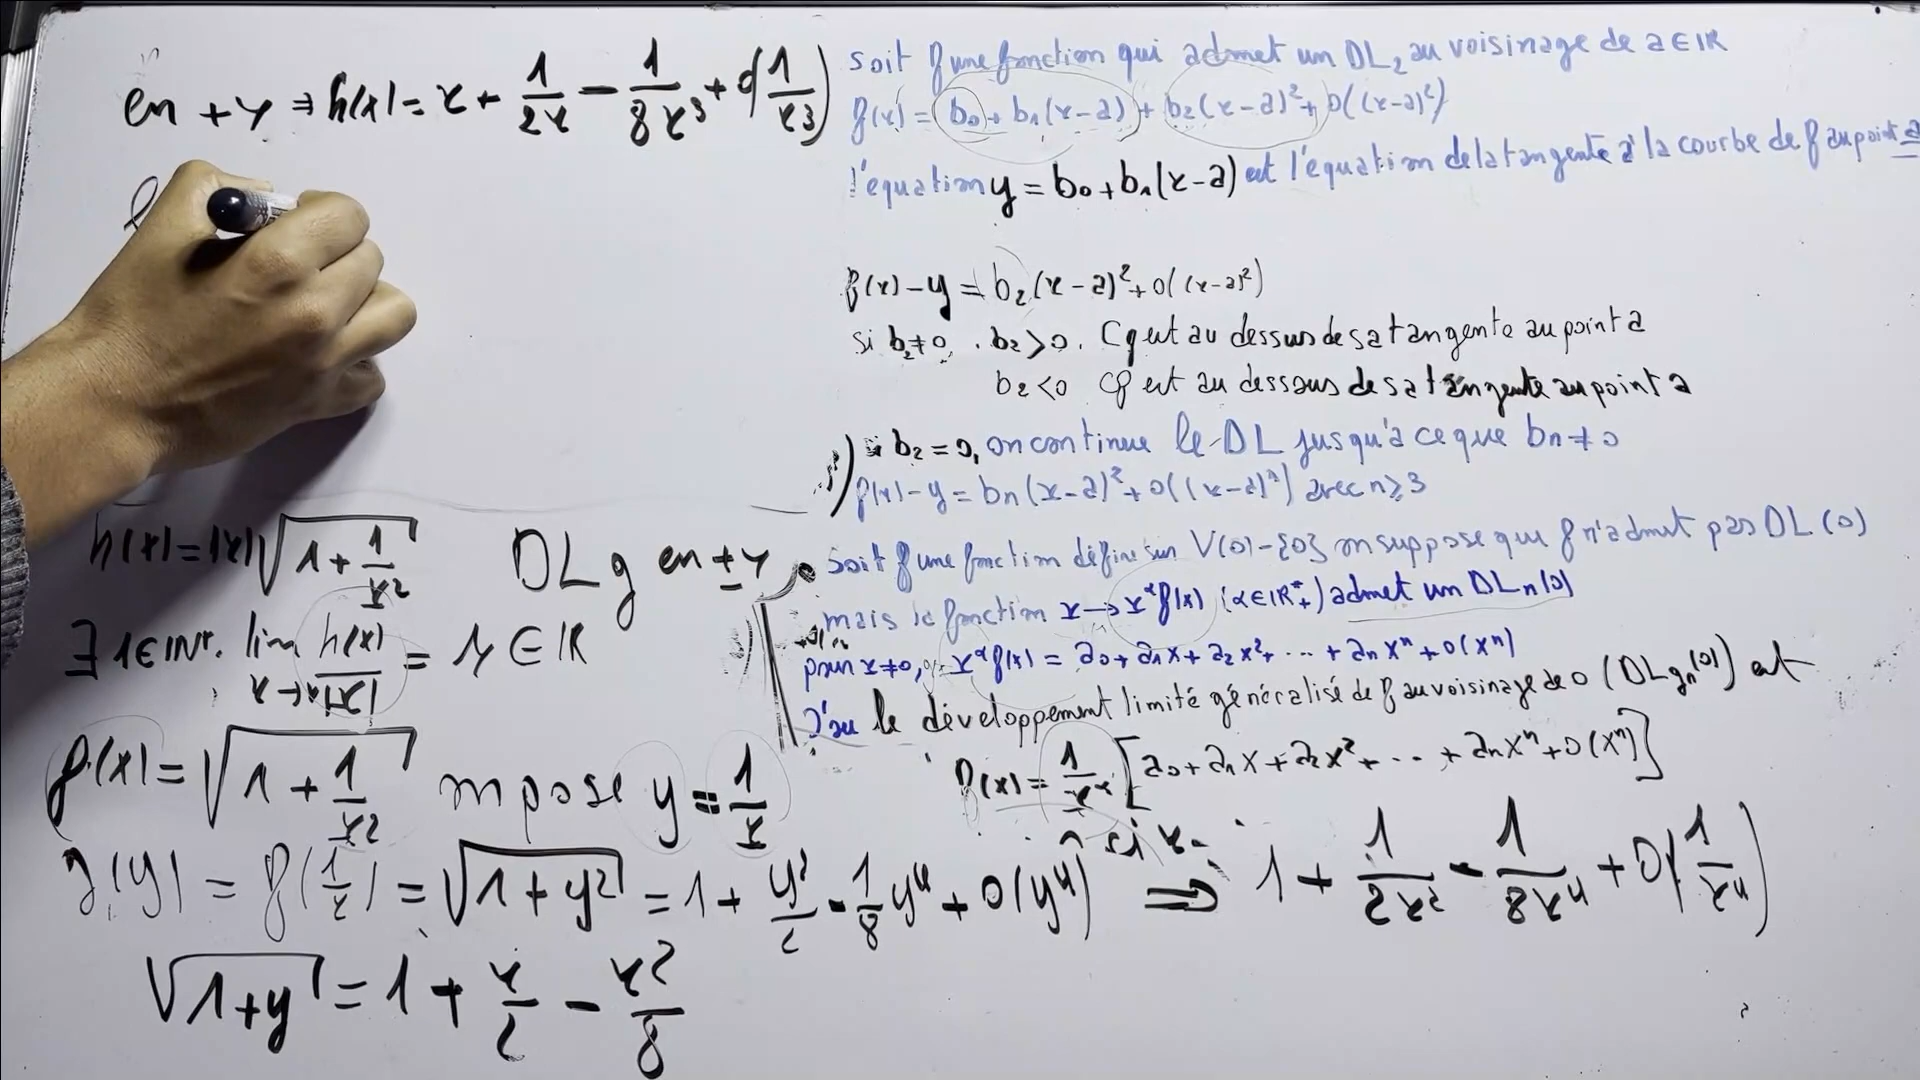 en +∞ ⇒ h(x) = x + 1/2x - 1/8x³ + o(1/x³)
h(x) = |x|√(1 + 1/x²) DLg en ±∞
lim h(x)/|x| = 1 ∈ ℝ
f(x) = √(1 + 1/x²) on pose y = 1/x
g(y) = f(1/x) = √(1+y²) = 1 + y²/2 - 1/8 y⁴ + o(y⁴) ⇒ 1 + 1/2x² - 1/8x⁴ + o(1/x⁴)
√(1+y) = 1 + x/2 - x²/8
soit f une fonction qui admet un DL₂ au voisinage de a ∈ ℝ
f(x) = b₀ + b₁(x-a) + b₂(x-a)² + o((x-a)²)
l'equation y = b₀ + b₁(x-a) est l'équation de la tangente à la courbe de f au point a
f(x) - y = b₂(x-a)² + o((x-a)²)
si b₂ ≠ 0 . b₂ > 0. Cf est au dessus de sa tangente au point a
b₂ < 0 Cf est au dessous de sa tangente au point a
si b₂ = 0, on continue le DL jusqu'à ce que bn ≠ 0
f(x) - y = bn(x-a)² + o((x-a)ⁿ) avec n ≥ 3
Soit f une fonction définie sur V(0)-{0} on suppose que f n'admet pas DL(0)
mais la fonction x → x^α f(x) (α ∈ ℝ*₊) admet un DLn(0)
pour x ≠ 0, x^α f(x) = a₀ + a₁x + a₂x² + ... + anxⁿ + o(xⁿ)
D'où le développement limité généralisé de f au voisinage de 0 (DLgn(0)) est
f(x) = 1/x^α [a₀ + a₁x + a₂x² + ... + anxⁿ + o(xⁿ)]